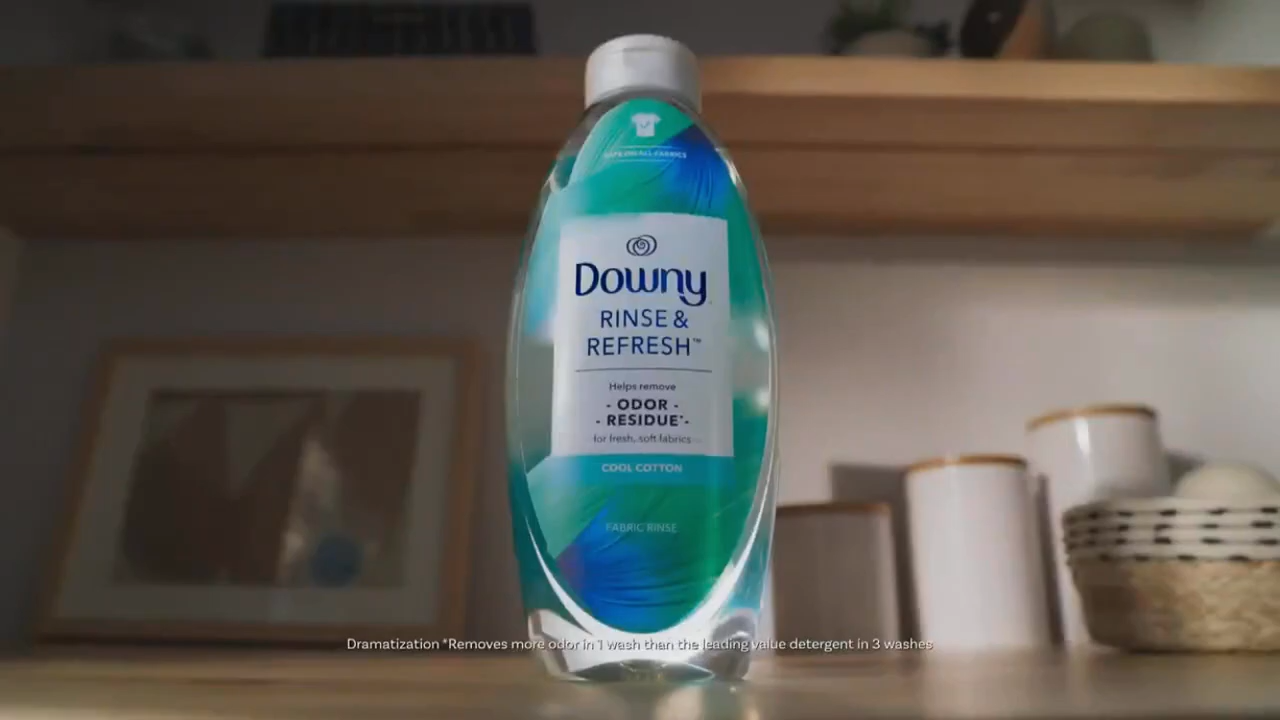 SAFE ON ALL FABRICS
Downy
RINSE &
REFRESH™
Helps remove
- ODOR -
- RESIDUE* -
for fresh, soft fabrics
COOL COTTON
FABRIC RINSE
Dramatization *Removes more odor in 1 wash than the leading value detergent in 3 washes